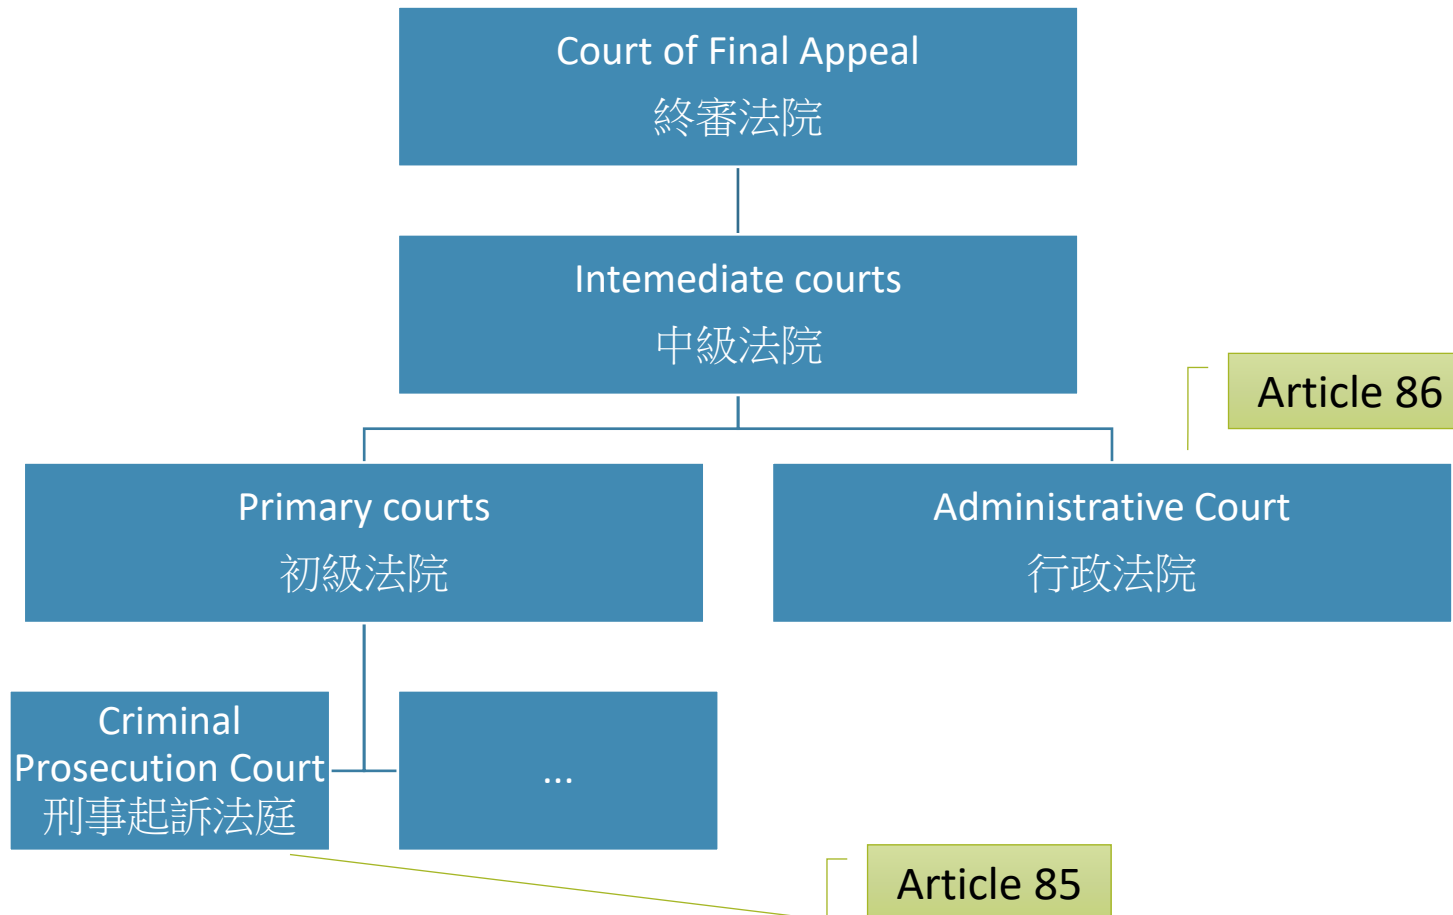 Court of Final Appeal
終審法院
Intemediate courts
中級法院
Article 86
Primary courts
初級法院
Administrative Court
行政法院
Criminal
Prosecution Court
刑事起訴法庭
...
Article 85